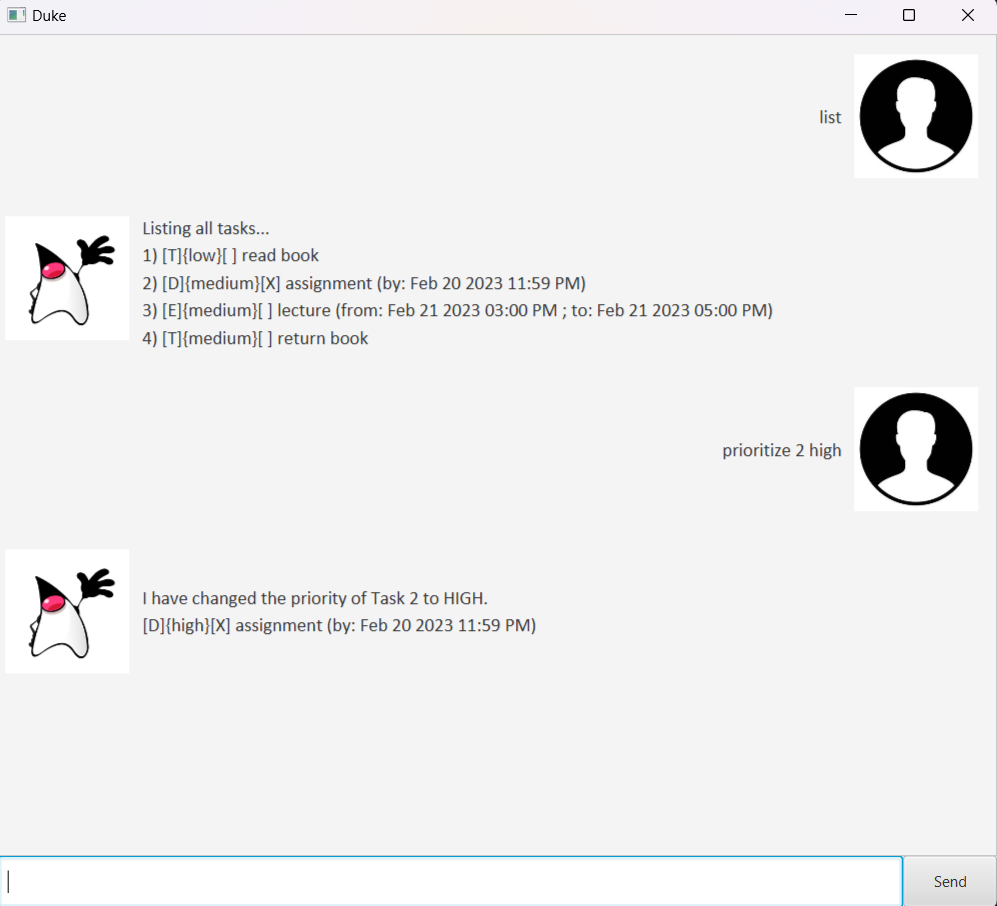 Duke
list
Listing all tasks...
1) [T]{low}[ ] read book
2) [D]{medium}[X] assignment (by: Feb 20 2023 11:59 PM)
3) [E]{medium}[ ] lecture (from: Feb 21 2023 03:00 PM ; to: Feb 21 2023 05:00 PM)
4) [T]{medium}[ ] return book
prioritize 2 high
I have changed the priority of Task 2 to HIGH.
[D]{high}[X] assignment (by: Feb 20 2023 11:59 PM)
Send